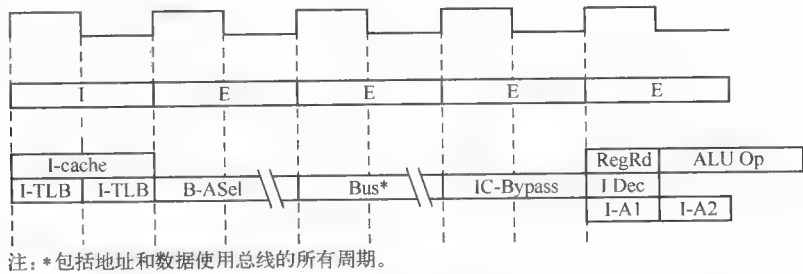 I E E E E
I-cache RegRd ALU Op
I-TLB I-TLB B-ASel Bus* IC-Bypass I Dec
I-A1 I-A2
注：*包括地址和数据使用总线的所有周期。